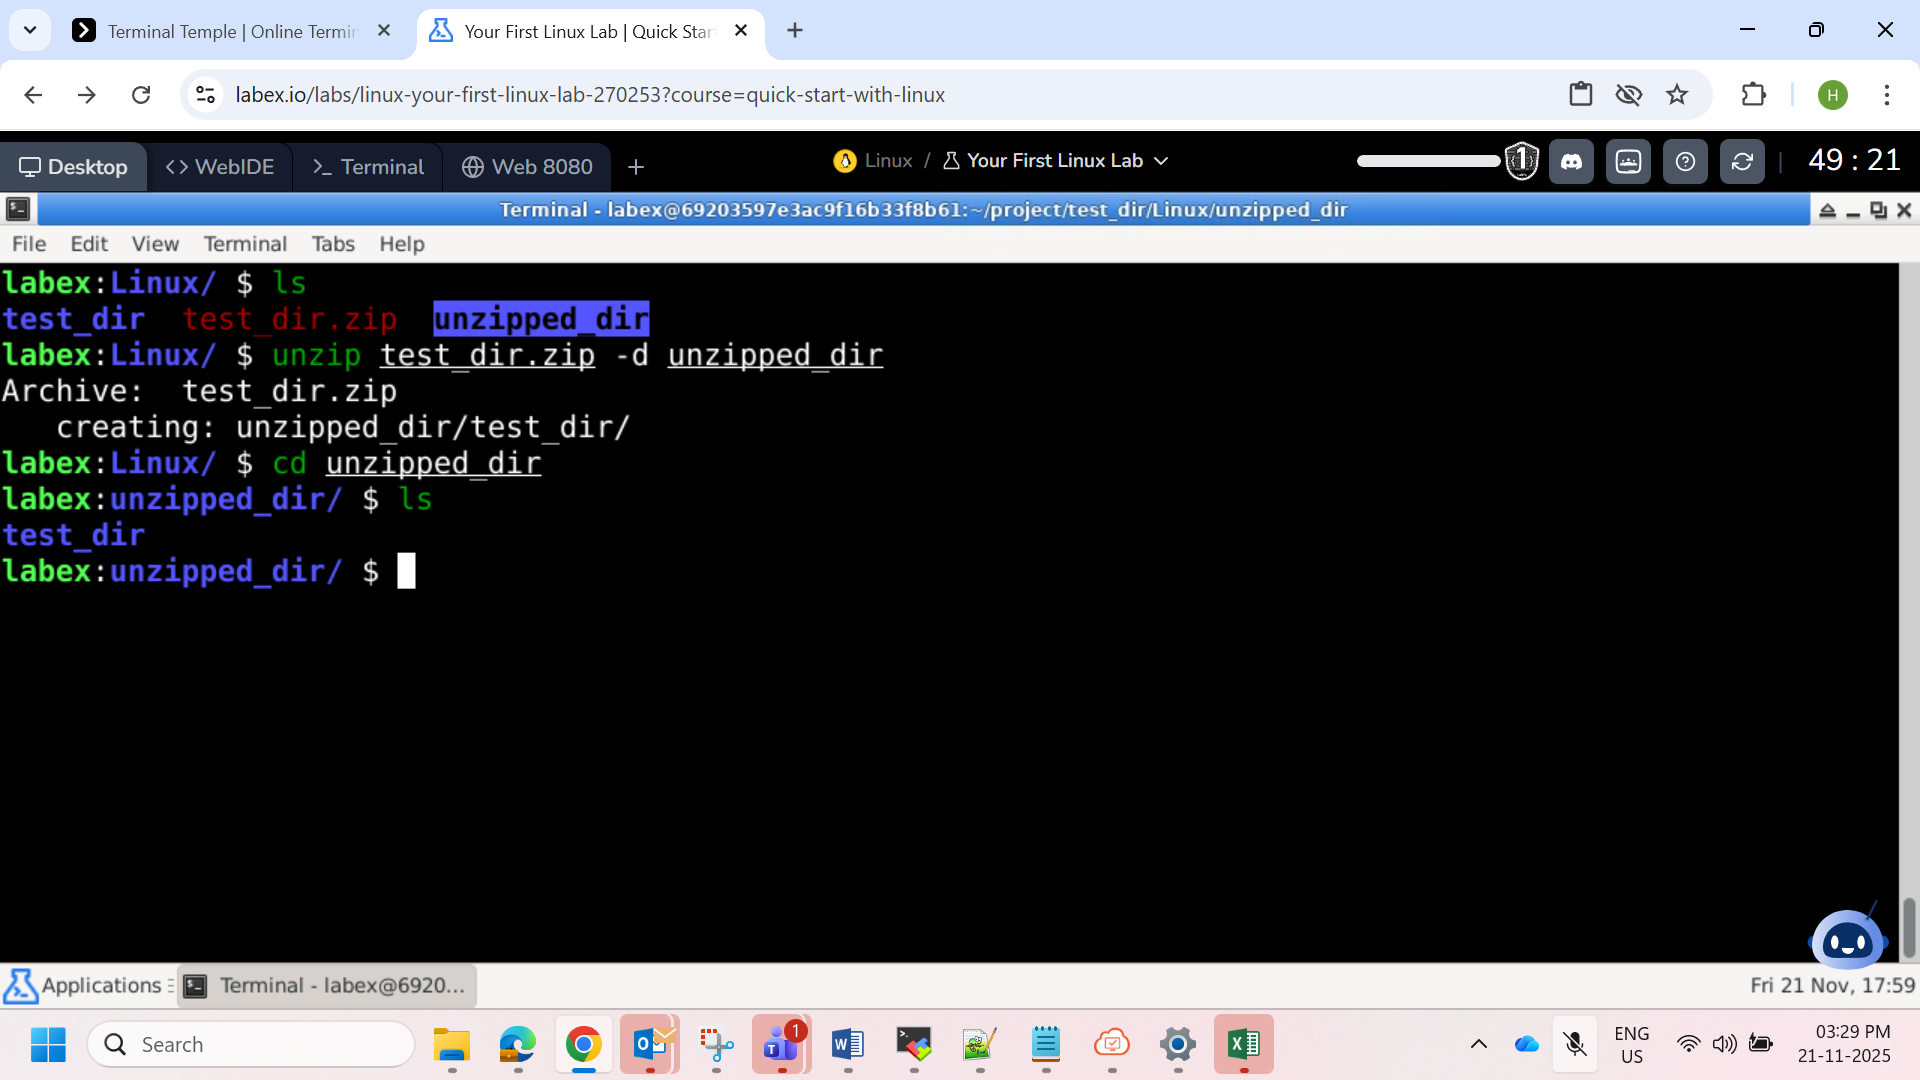 Terminal Temple | Online Termi
Your First Linux Lab | Quick Star
labex.io/labs/linux-your-first-linux-lab-270253?course=quick-start-with-linux
H
Desktop
<> WebIDE
>_ Terminal
Web 8080
Linux / Your First Linux Lab
1
49 : 21
Terminal - labex@69203597e3ac9f16b33f8b61:~/project/test_dir/Linux/unzipped_dir
File Edit View Terminal Tabs Help
labex:Linux/ $ ls
test_dir test_dir.zip unzipped_dir
labex:Linux/ $ unzip test_dir.zip -d unzipped_dir
Archive: test_dir.zip
creating: unzipped_dir/test_dir/
labex:Linux/ $ cd unzipped_dir
labex:unzipped_dir/ $ ls
test_dir
labex:unzipped_dir/ $
Applications
Terminal - labex@6920...
Fri 21 Nov, 17:59
Search
1
ENG
US
03:29 PM
21-11-2025